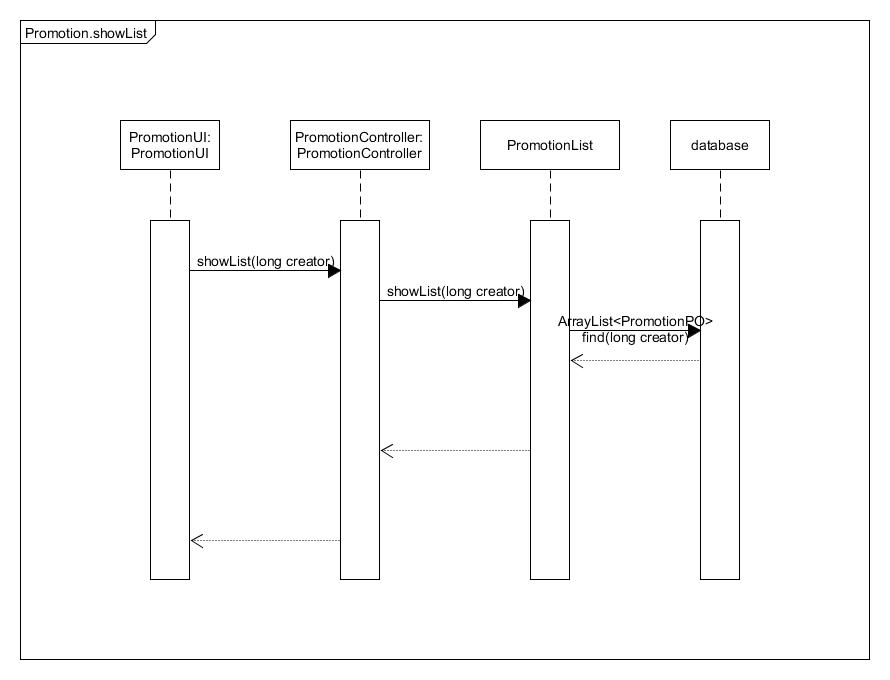 Promotion.showList
PromotionUI:
PromotionUI
PromotionController:
PromotionController
PromotionList
database
showList(long creator)
showList(long creator)
ArrayList<PromotionPO>
find(long creator)